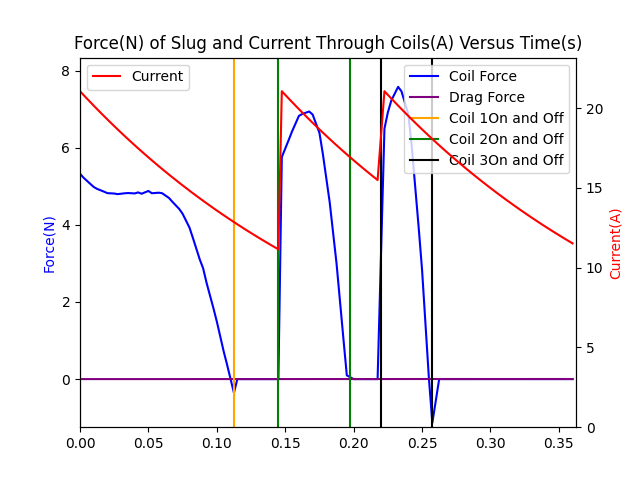 Force(N) of Slug and Current Through Coils(A) Versus Time(s)
Current
Coil Force
Drag Force
Coil 1On and Off
Coil 2On and Off
Coil 3On and Off
Force(N)
8
6
4
2
0
Current(A)
20
15
10
5
0
0.00 0.05 0.10 0.15 0.20 0.25 0.30 0.35